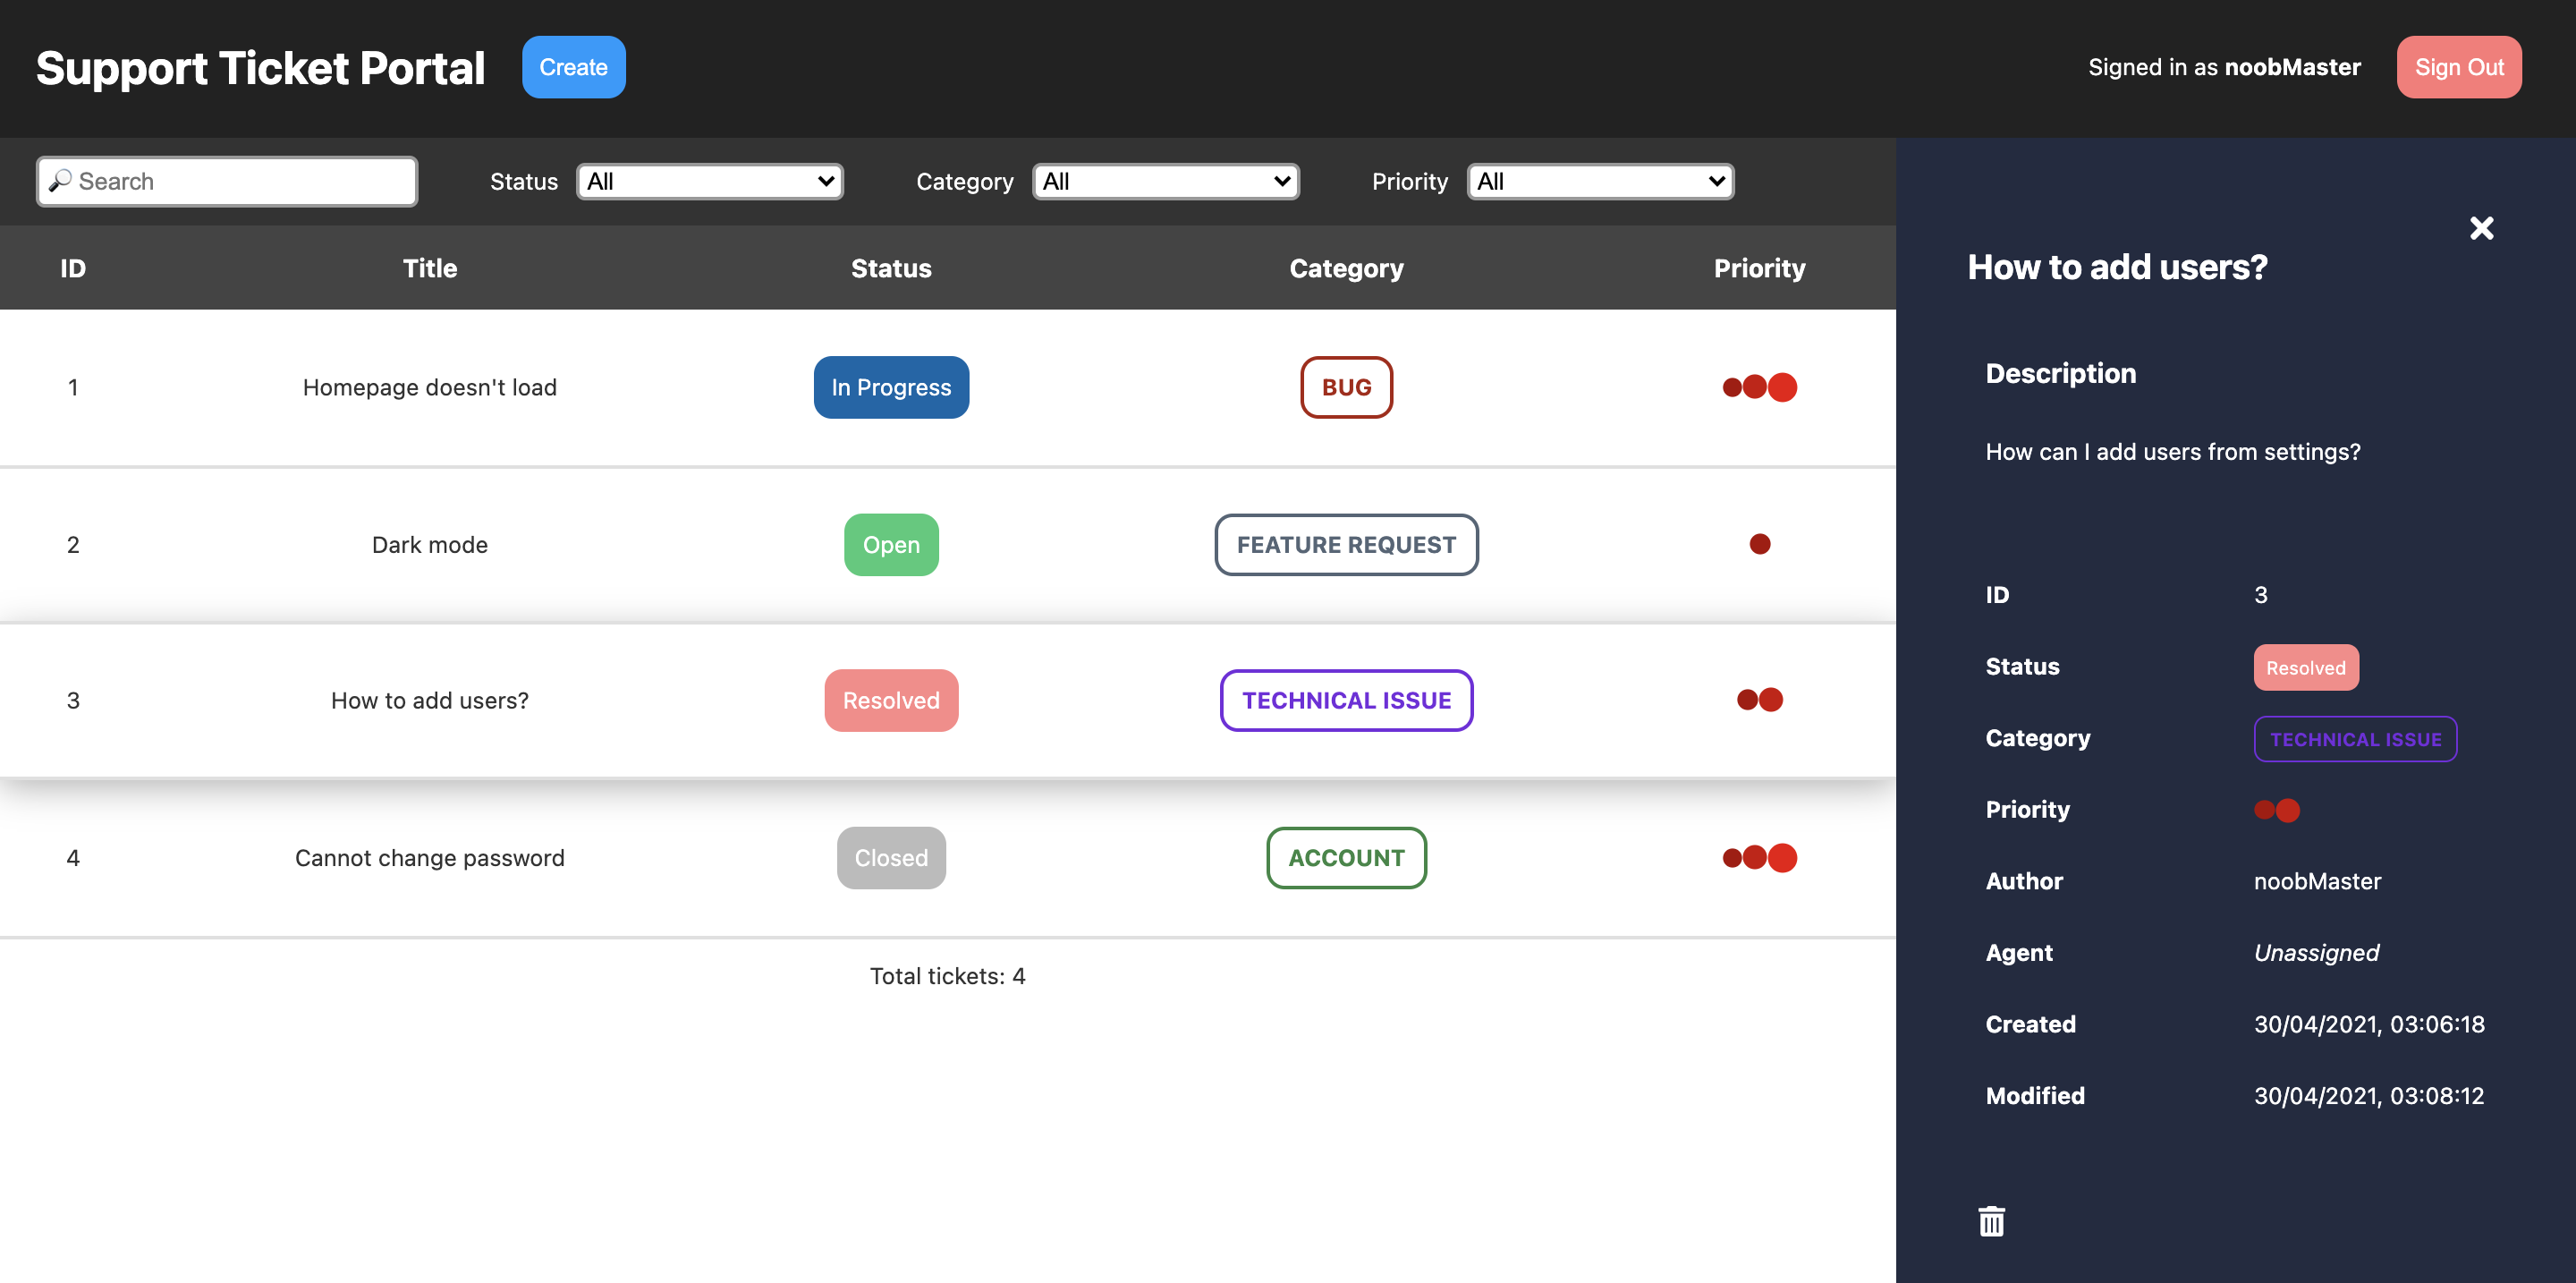 Support Ticket Portal Create Signed in as noobMaster Sign Out
Search Status All Category All Priority All
ID Title Status Category Priority
1 Homepage doesn't load In Progress BUG
2 Dark mode Open FEATURE REQUEST
3 How to add users? Resolved TECHNICAL ISSUE
4 Cannot change password Closed ACCOUNT
Total tickets: 4
How to add users?
Description
How can I add users from settings?
ID 3
Status Resolved
Category TECHNICAL ISSUE
Priority
Author noobMaster
Agent Unassigned
Created 30/04/2021, 03:06:18
Modified 30/04/2021, 03:08:12